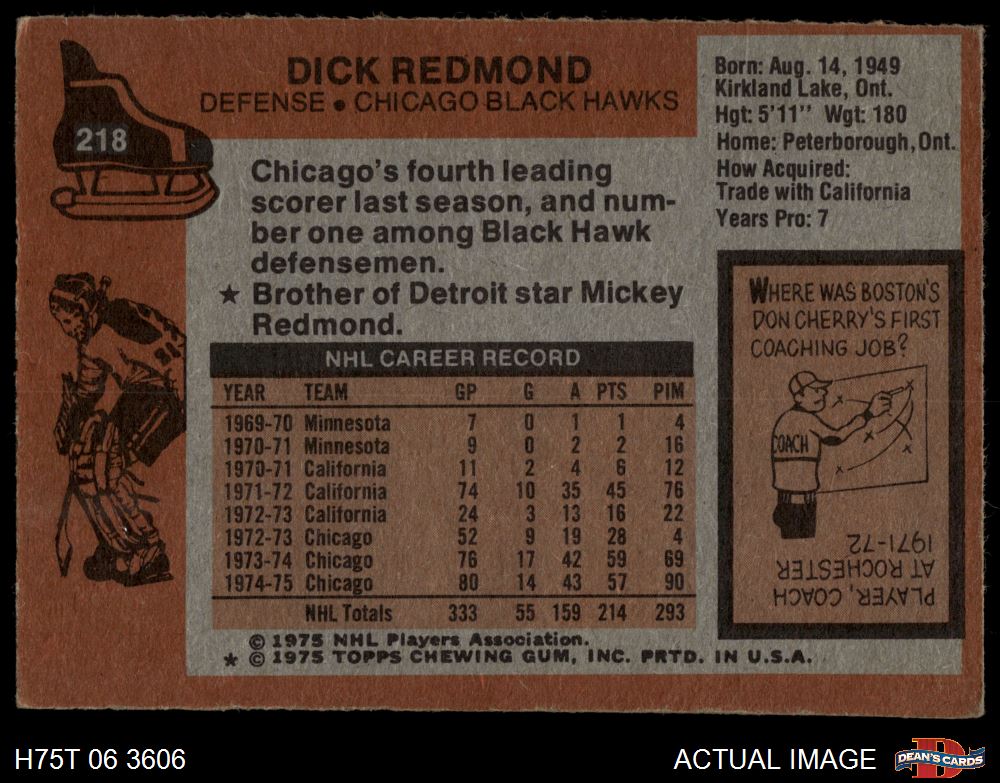 DICK REDMOND
DEFENSE • CHICAGO BLACK HAWKS
218
Born: Aug. 14, 1949
Kirkland Lake, Ont.
Hgt: 5'11" Wgt: 180
Home: Peterborough, Ont.
How Acquired:
Trade with California
Years Pro: 7
Chicago's fourth leading
scorer last season, and num-
ber one among Black Hawk
defensemen.
★ Brother of Detroit star Mickey
Redmond.
NHL CAREER RECORD
YEAR TEAM GP G A PTS PIM
1969-70 Minnesota 7 0 1 1 4
1970-71 Minnesota 9 0 2 2 16
1970-71 California 11 2 4 6 12
1971-72 California 74 10 35 45 76
1972-73 California 24 3 13 16 22
1972-73 Chicago 52 9 19 28 4
1973-74 Chicago 76 17 42 59 69
1974-75 Chicago 80 14 43 57 90
NHL Totals 333 55 159 214 293
© 1975 NHL Players Association.
★ © 1975 TOPPS CHEWING GUM, INC. PRTD. IN U.S.A.
WHERE WAS BOSTON'S
DON CHERRY'S FIRST
COACHING JOB?
COACH
PLAYER, COACH
AT ROCHESTER
1971-72
H75T 06 3606
ACTUAL IMAGE
D
DEAN'S CARDS